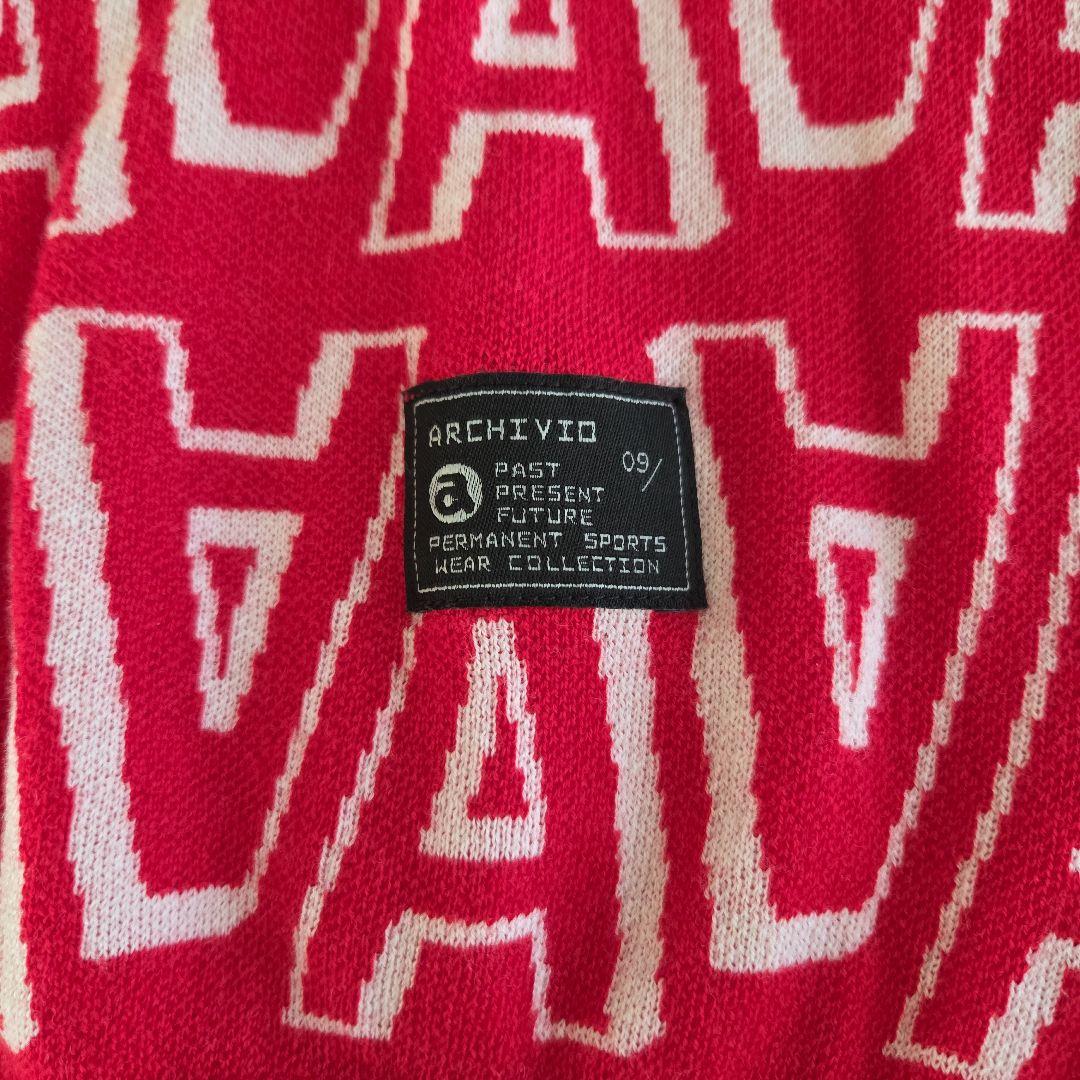 ARCHIVIO
a PAST 09/
PRESENT
FUTURE
PERMANENT SPORTS
WEAR COLLECTION